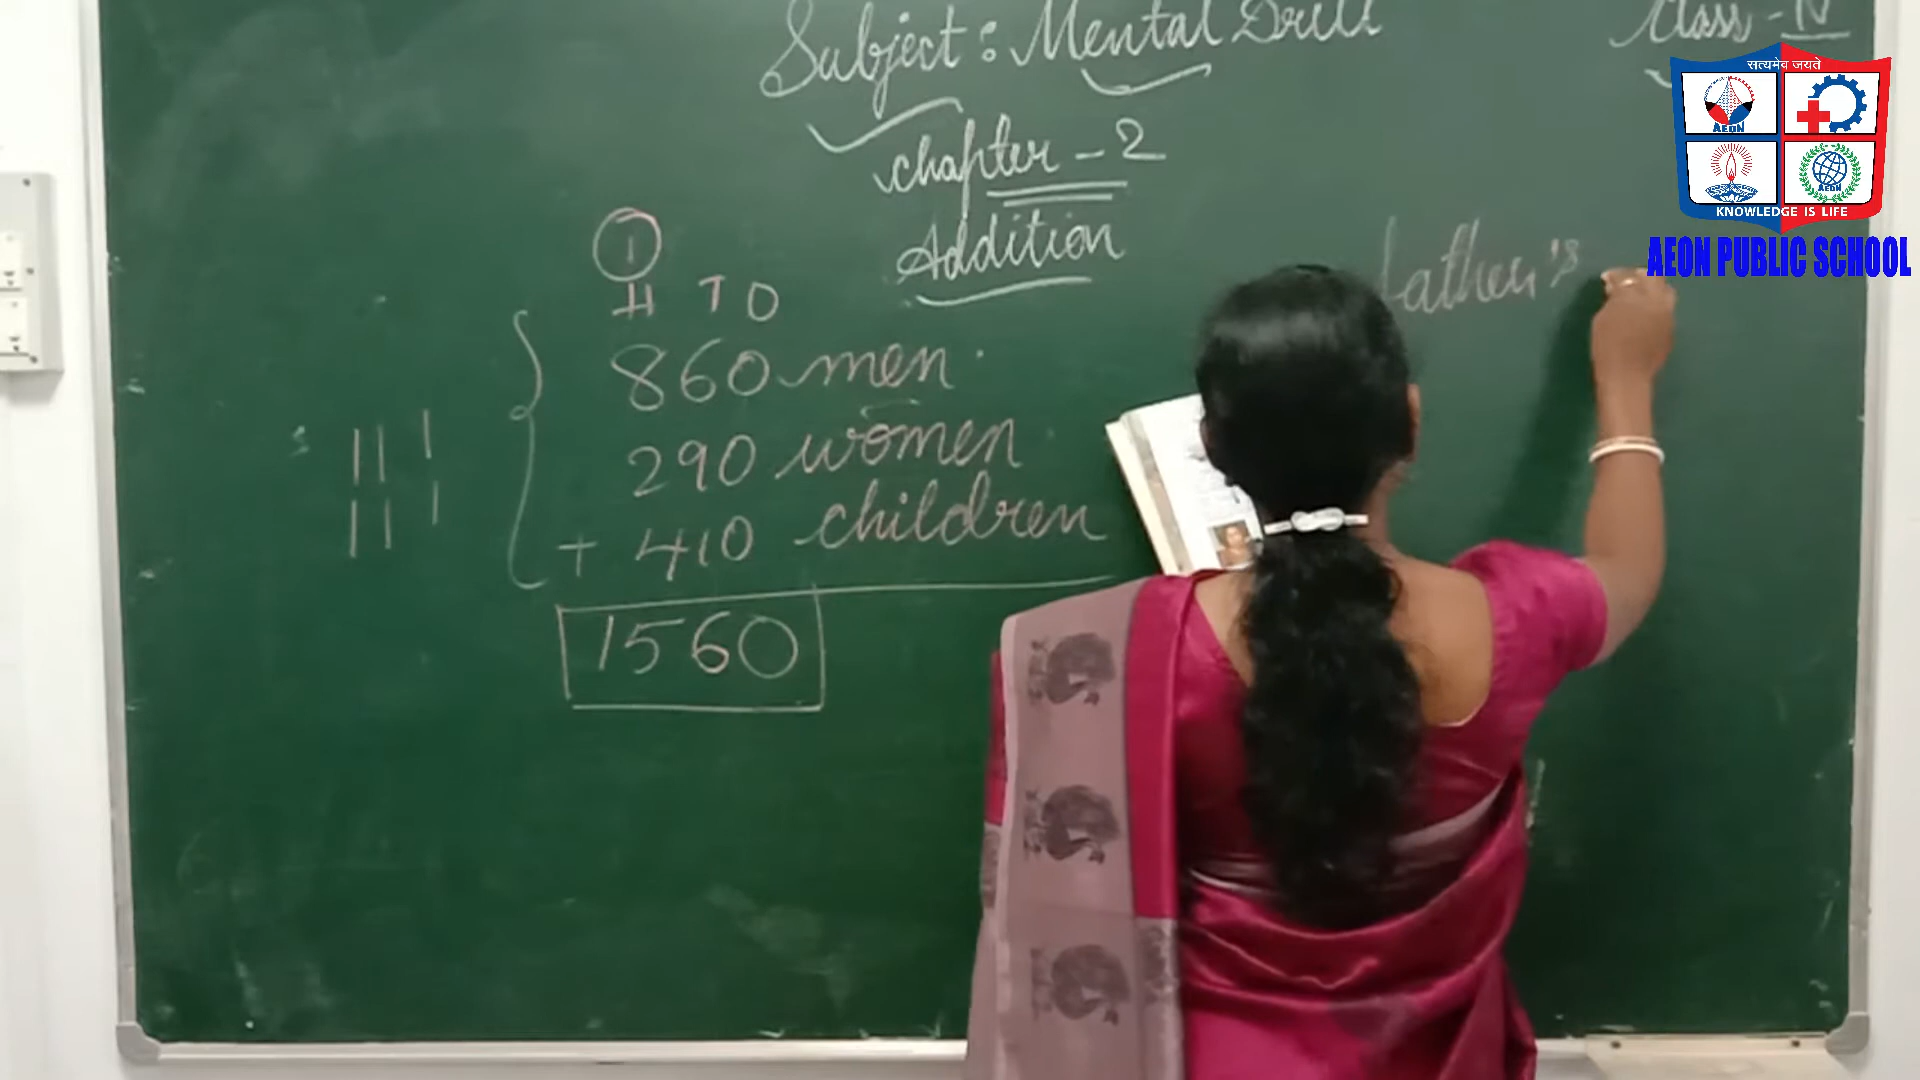 Subject : Mental Drill
Class - IV
Chapter - 2
Addition
1
H T O
860 men
290 women
+ 410 children
1560
father's
सत्यमेव जयते
AEON
AEON
KNOWLEDGE IS LIFE
AEON PUBLIC SCHOOL